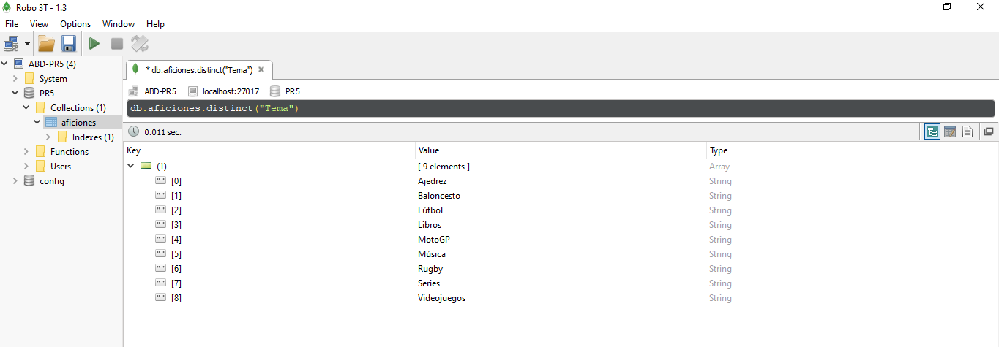 Robo 3T - 1.3
File View Options Window Help
ABD-PR5 (4)
System
PR5
Collections (1)
aficiones
Indexes (1)
Functions
Users
config
* db.aficiones.distinct("Tema")
ABD-PR5 localhost:27017 PR5
db.aficiones.distinct("Tema")
0.011 sec.
Key Value Type
(1) [ 9 elements ] Array
[0] Ajedrez String
[1] Baloncesto String
[2] Fútbol String
[3] Libros String
[4] MotoGP String
[5] Música String
[6] Rugby String
[7] Series String
[8] Videojuegos String